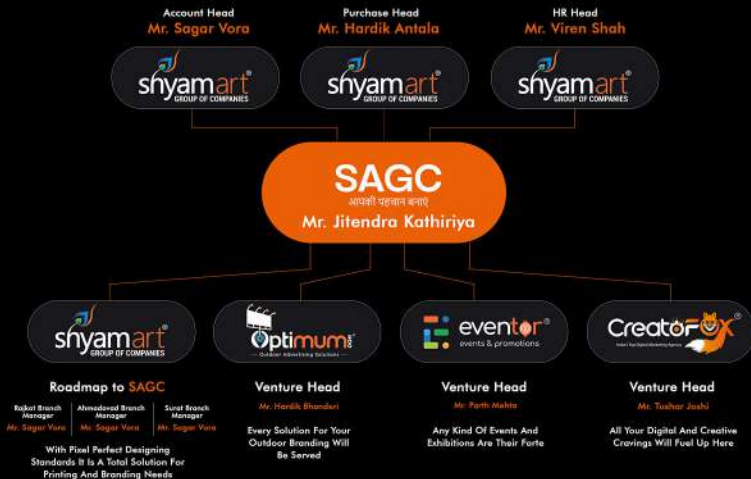 Account Head
Mr. Sagar Vora
Purchase Head
Mr. Hardik Antala
HR Head
Mr. Viren Shah
shyamart®
GROUP OF COMPANIES
shyamart®
GROUP OF COMPANIES
shyamart®
GROUP OF COMPANIES
SAGC
आपकी पहचान बनाएं
Mr. Jitendra Kathiriya
shyamart®
GROUP OF COMPANIES
Optimum
Outdoor Advertising Solutions
eventor®
events & promotions
CreatoFox®
India's Top Digital Marketing Agency
Roadmap to SAGC
Rajkot Branch
Manager
Mr. Sagar Vora
Ahmedavad Branch
Manager
Mr. Sagar Vora
Surat Branch
Manager
Mr. Sagar Vora
With Pixel Perfect Designing
Standards It Is A Total Solution For
Printing And Branding Needs
Venture Head
Mr. Hardik Bhanderi
Every Solution For Your
Outdoor Branding Will
Be Served
Venture Head
Mr. Parth Mehta
Any Kind Of Events And
Exhibitions Are Their Forte
Venture Head
Mr. Tushar Joshi
All Your Digital And Creative
Cravings Will Fuel Up Here